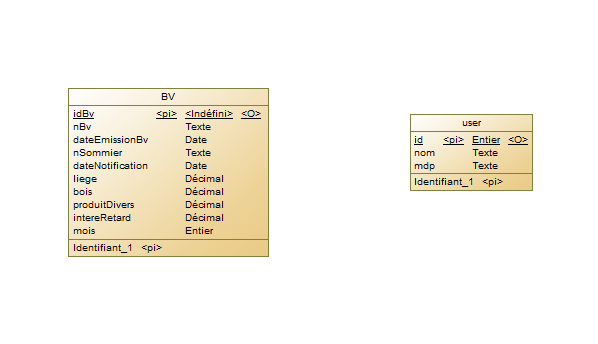 BV
idBv <pi> <Indéfini> <O>
nBv Texte
dateEmissionBv Date
nSommier Texte
dateNotification Date
liege Décimal
bois Décimal
produitDivers Décimal
intereRetard Décimal
mois Entier
Identifiant_1 <pi>
user
id <pi> Entier <O>
nom Texte
mdp Texte
Identifiant_1 <pi>